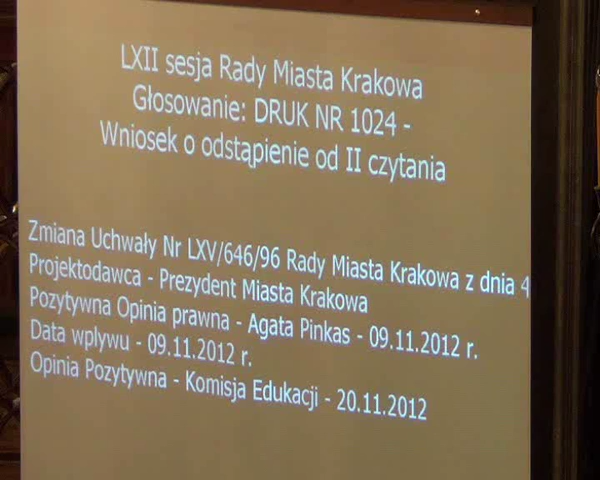 LXII sesja Rady Miasta Krakowa
Głosowanie: DRUK NR 1024 -
Wniosek o odstąpienie od II czytania
Zmiana Uchwały Nr LXV/646/96 Rady Miasta Krakowa z dnia 4
Projektodawca - Prezydent Miasta Krakowa
Pozytywna Opinia prawna - Agata Pinkas - 09.11.2012 r.
Data wpływu - 09.11.2012 r.
Opinia Pozytywna - Komisja Edukacji - 20.11.2012